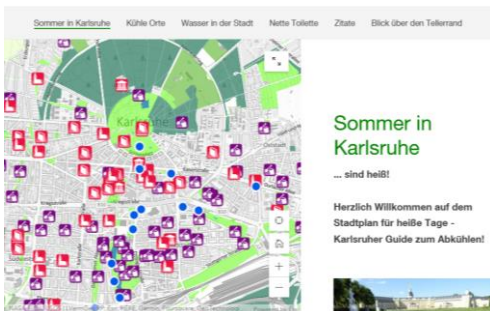 Sommer in Karlsruhe Kühle Orte Wasser in der Stadt Nette Toilette Zitate Blick über den Tellerrand
Karlsruhe
Sommer in
Karlsruhe
... sind heiß!
Herzlich Willkommen auf dem
Stadtplan für heiße Tage -
Karlsruher Guide zum Abkühlen!